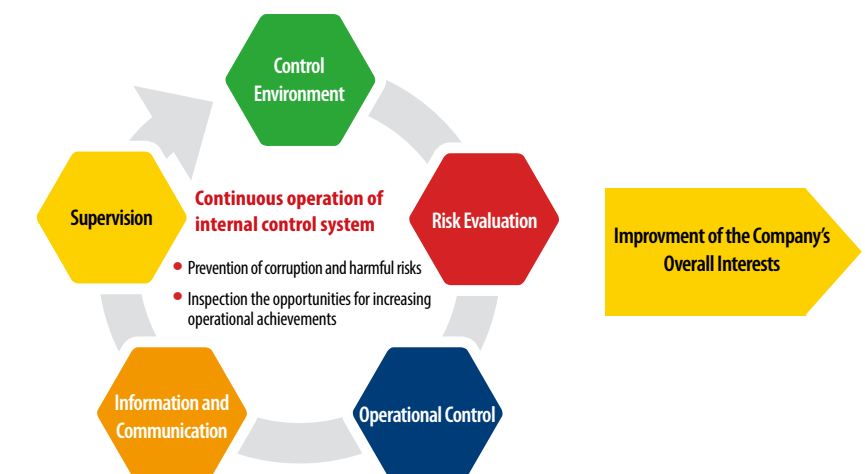 Control
Environment
Supervision
Continuous operation of
internal control system
Risk Evaluation
• Prevention of corruption and harmful risks
• Inspection the opportunities for increasing
operational achievements
Information and
Communication
Operational Control
Improvment of the Company's
Overall Interests